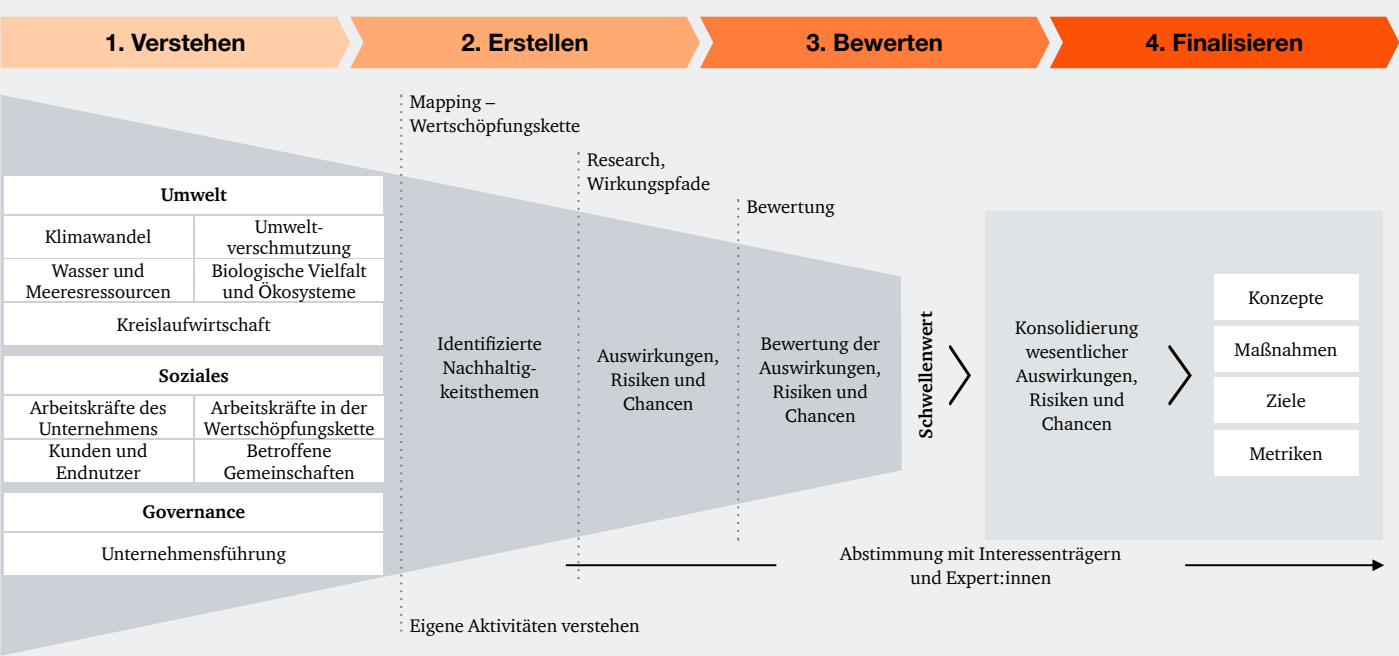 1. Verstehen
2. Erstellen
3. Bewerten
4. Finalisieren
Umwelt
Klimawandel
Umwelt-
verschmutzung
Wasser und
Meeresressourcen
Biologische Vielfalt
und Ökosysteme
Kreislaufwirtschaft
Soziales
Arbeitskräfte des
Unternehmens
Arbeitskräfte in der
Wertschöpfungskette
Kunden und
Endnutzer
Betroffene
Gemeinschaften
Governance
Unternehmensführung
Mapping –
Wertschöpfungskette
Identifizierte
Nachhaltig-
keitsthemen
Eigene Aktivitäten verstehen
Research,
Wirkungspfade
Auswirkungen,
Risiken und
Chancen
Bewertung
Bewertung der
Auswirkungen,
Risiken und
Chancen
Schwellenwert
Konsolidierung
wesentlicher
Auswirkungen,
Risiken und
Chancen
Konzepte
Maßnahmen
Ziele
Metriken
Abstimmung mit Interessenträgern
und Expert:innen